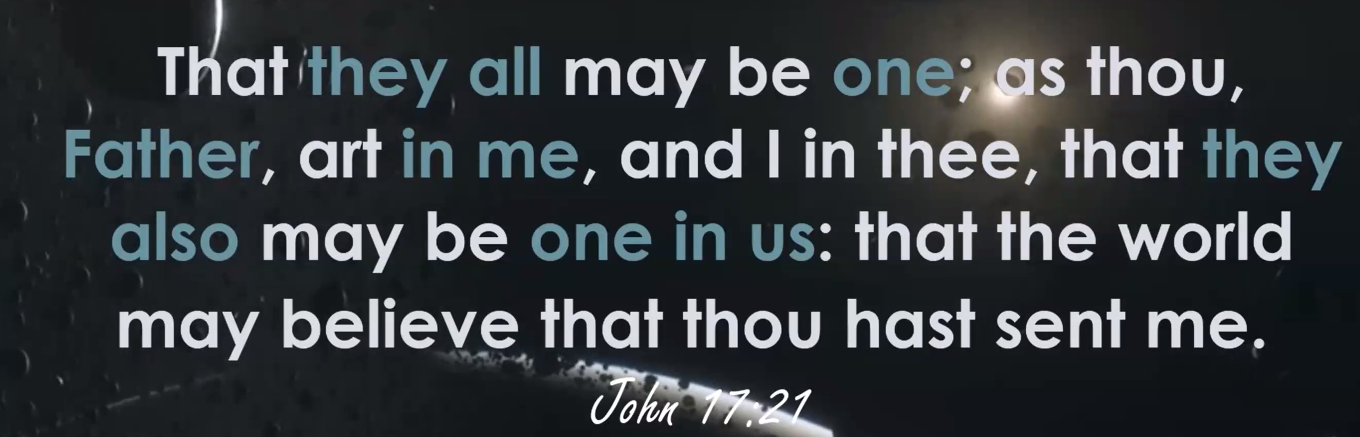 That they all may be one; as thou,
Father, art in me, and I in thee, that they
also may be one in us: that the world
may believe that thou hast sent me.
John 17:21